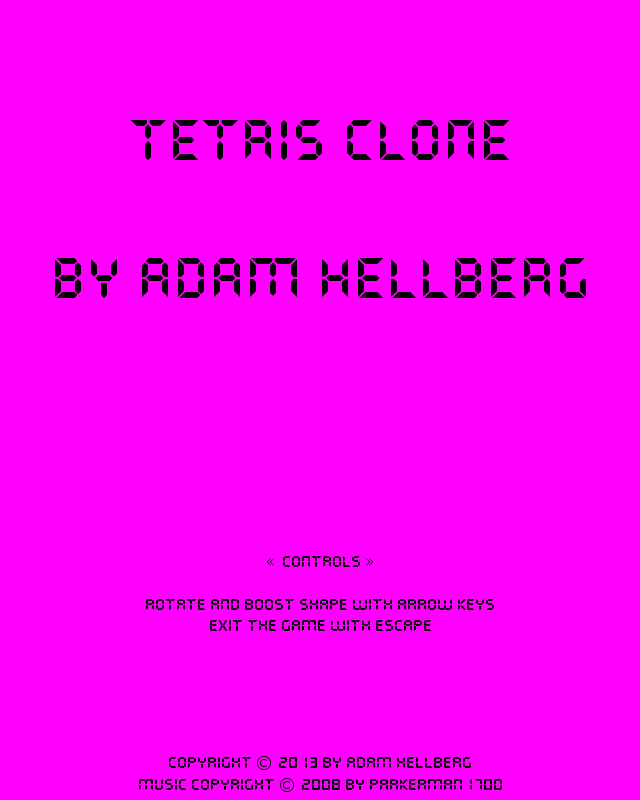 TETRIS CLONE
BY ADAM HELLBERG
« CONTROLS »
ROTATE AND BOOST SHAPE WITH ARROW KEYS
EXIT THE GAME WITH ESCAPE
COPYRIGHT © 2013 BY ADAM HELLBERG
MUSIC COPYRIGHT © 2008 BY PARKERMAN 1700